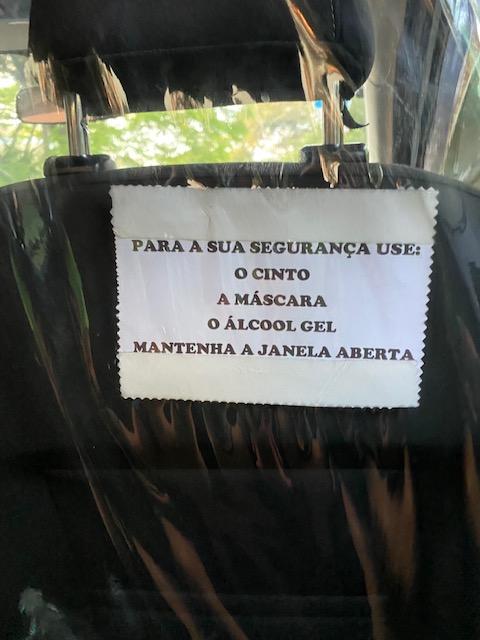 PARA A SUA SEGURANÇA USE:
O CINTO
A MÁSCARA
O ÁLCOOL GEL
MANTENHA A JANELA ABERTA